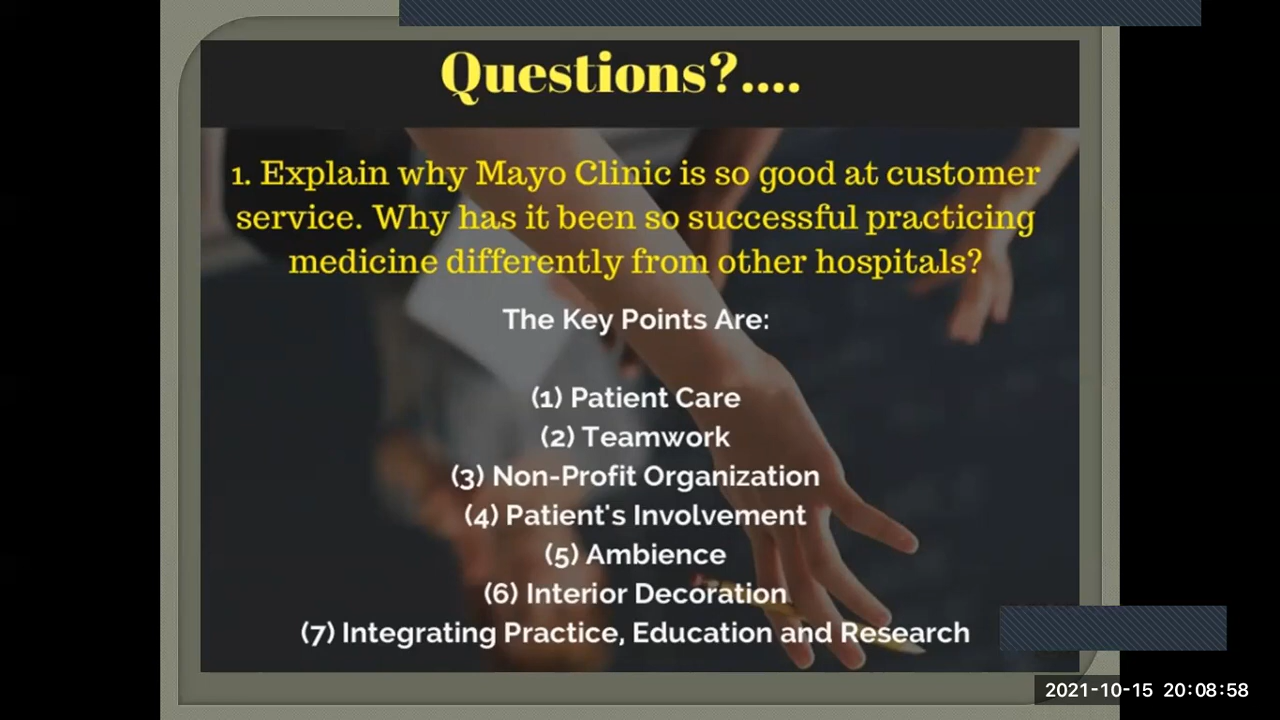 Questions?....
1. Explain why Mayo Clinic is so good at customer
service. Why has it been so successful practicing
medicine differently from other hospitals?
The Key Points Are:
(1) Patient Care
(2) Teamwork
(3) Non-Profit Organization
(4) Patient's Involvement
(5) Ambience
(6) Interior Decoration
(7) Integrating Practice, Education and Research
2021-10-15 20:08:58